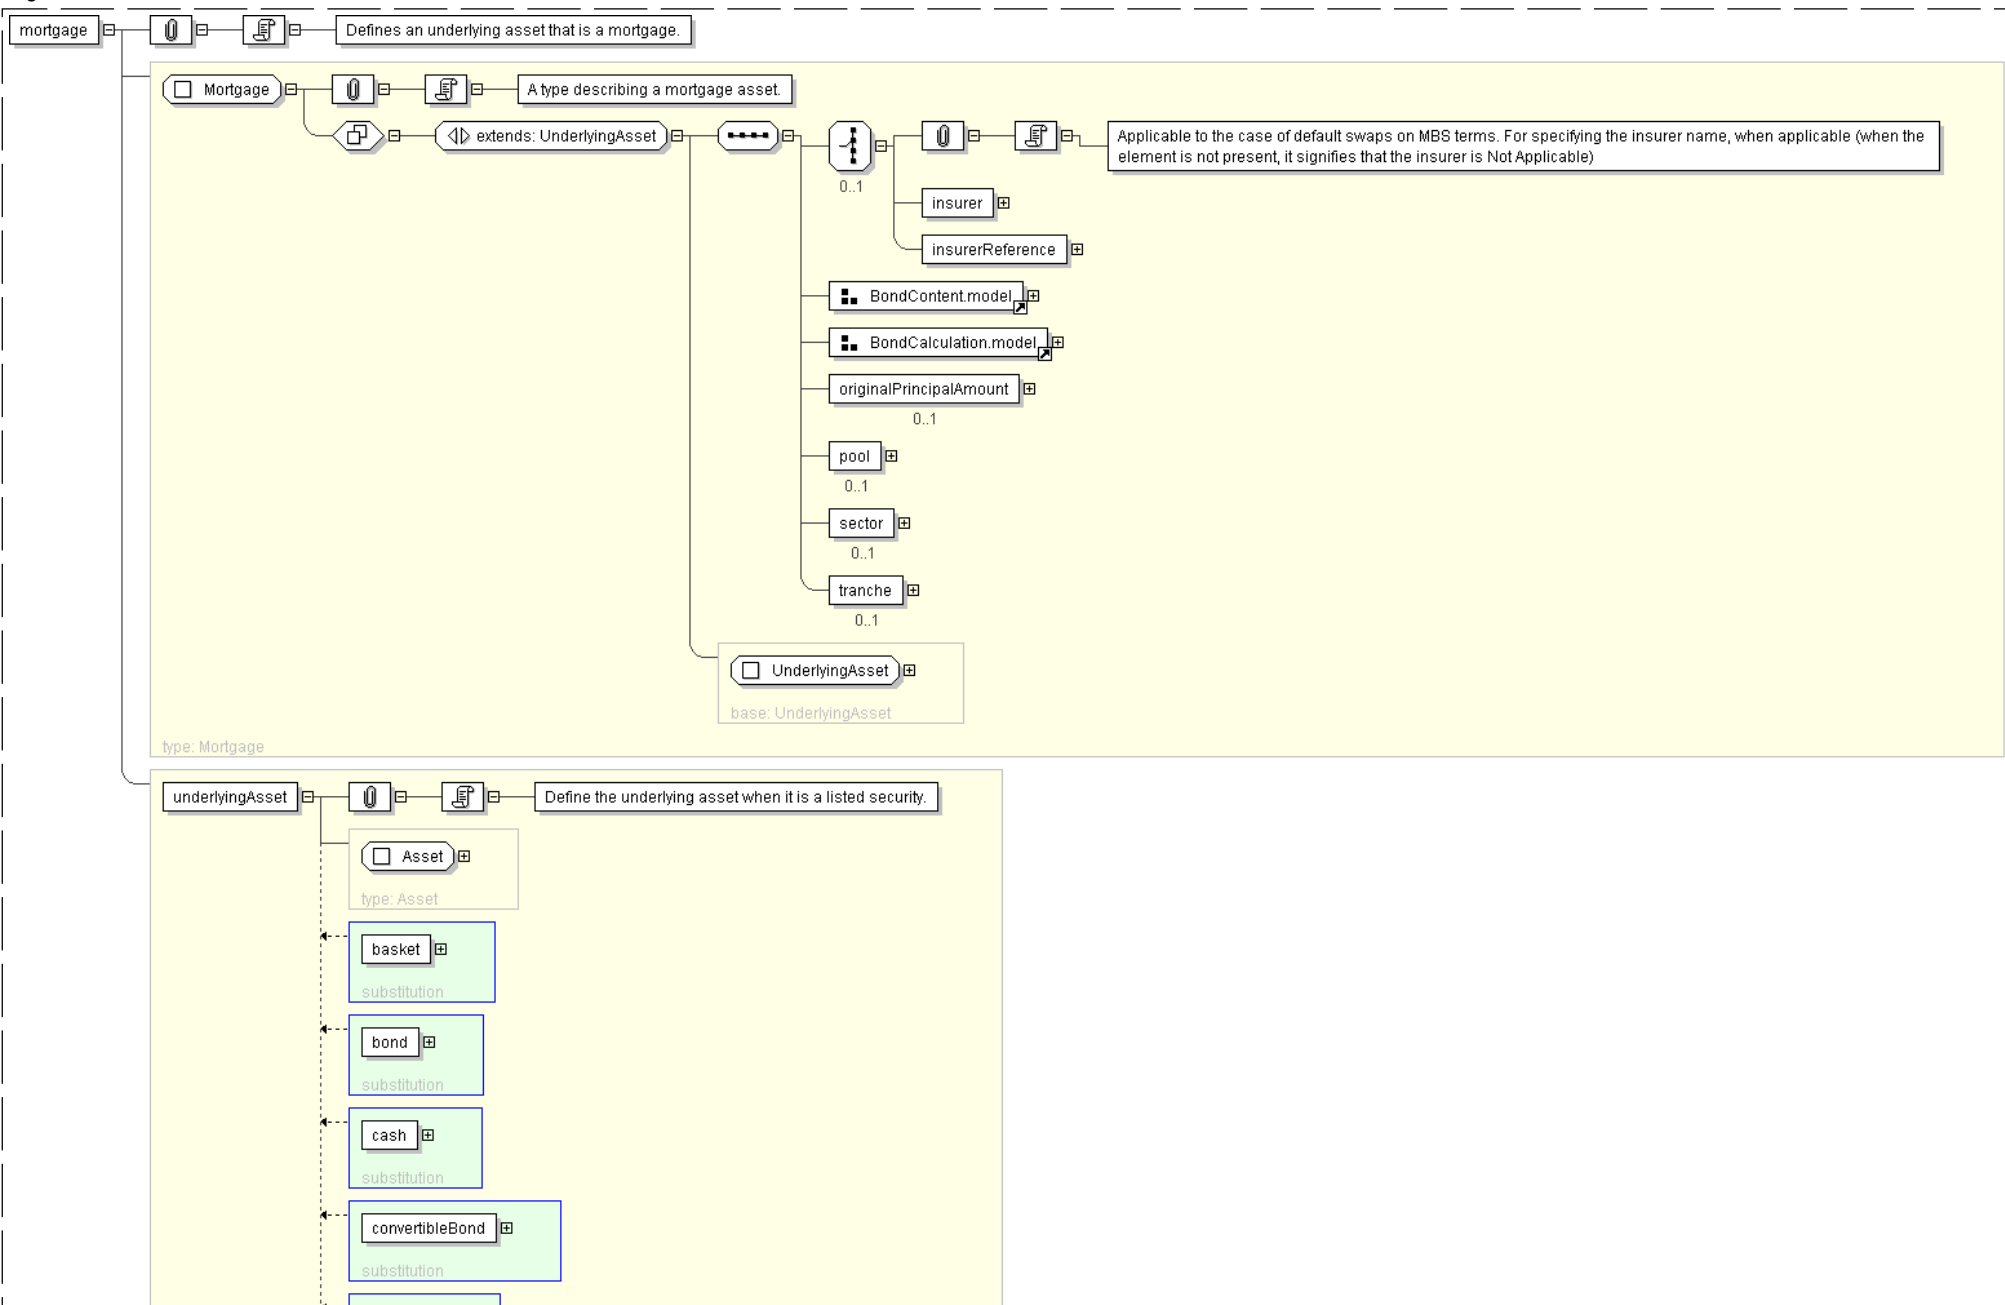 mortgage
Defines an underlying asset that is a mortgage.
Mortgage
A type describing a mortgage asset.
extends: UnderlyingAsset
Applicable to the case of default swaps on MBS terms. For specifying the insurer name, when applicable (when the
element is not present, it signifies that the insurer is Not Applicable)
0..1
insurer
insurerReference
BondContent.model
BondCalculation.model
originalPrincipalAmount
0..1
pool
0..1
sector
0..1
tranche
0..1
UnderlyingAsset
base: UnderlyingAsset
type: Mortgage
underlyingAsset
Define the underlying asset when it is a listed security.
Asset
type: Asset
basket
substitution
bond
substitution
cash
substitution
convertibleBond
substitution